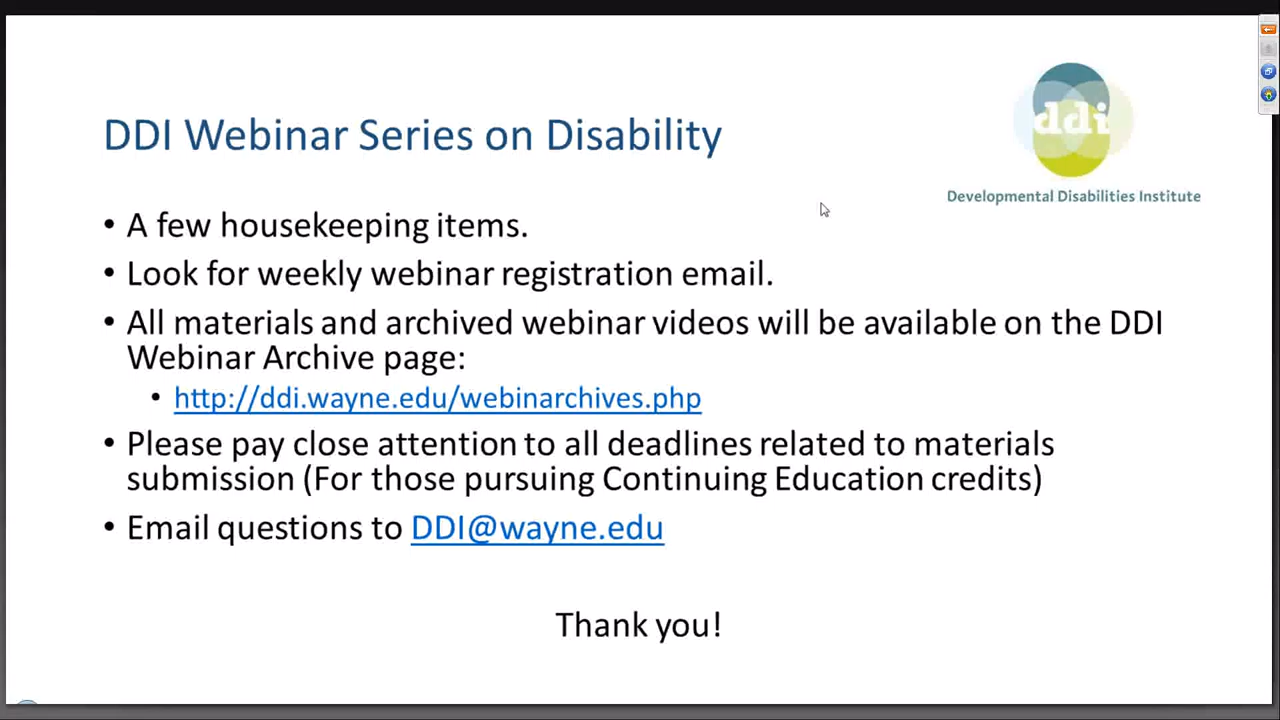 ddi
Developmental Disabilities Institute
DDI Webinar Series on Disability
• A few housekeeping items.
• Look for weekly webinar registration email.
• All materials and archived webinar videos will be available on the DDI
Webinar Archive page:
• http://ddi.wayne.edu/webinarchives.php
• Please pay close attention to all deadlines related to materials
submission (For those pursuing Continuing Education credits)
• Email questions to DDI@wayne.edu
Thank you!